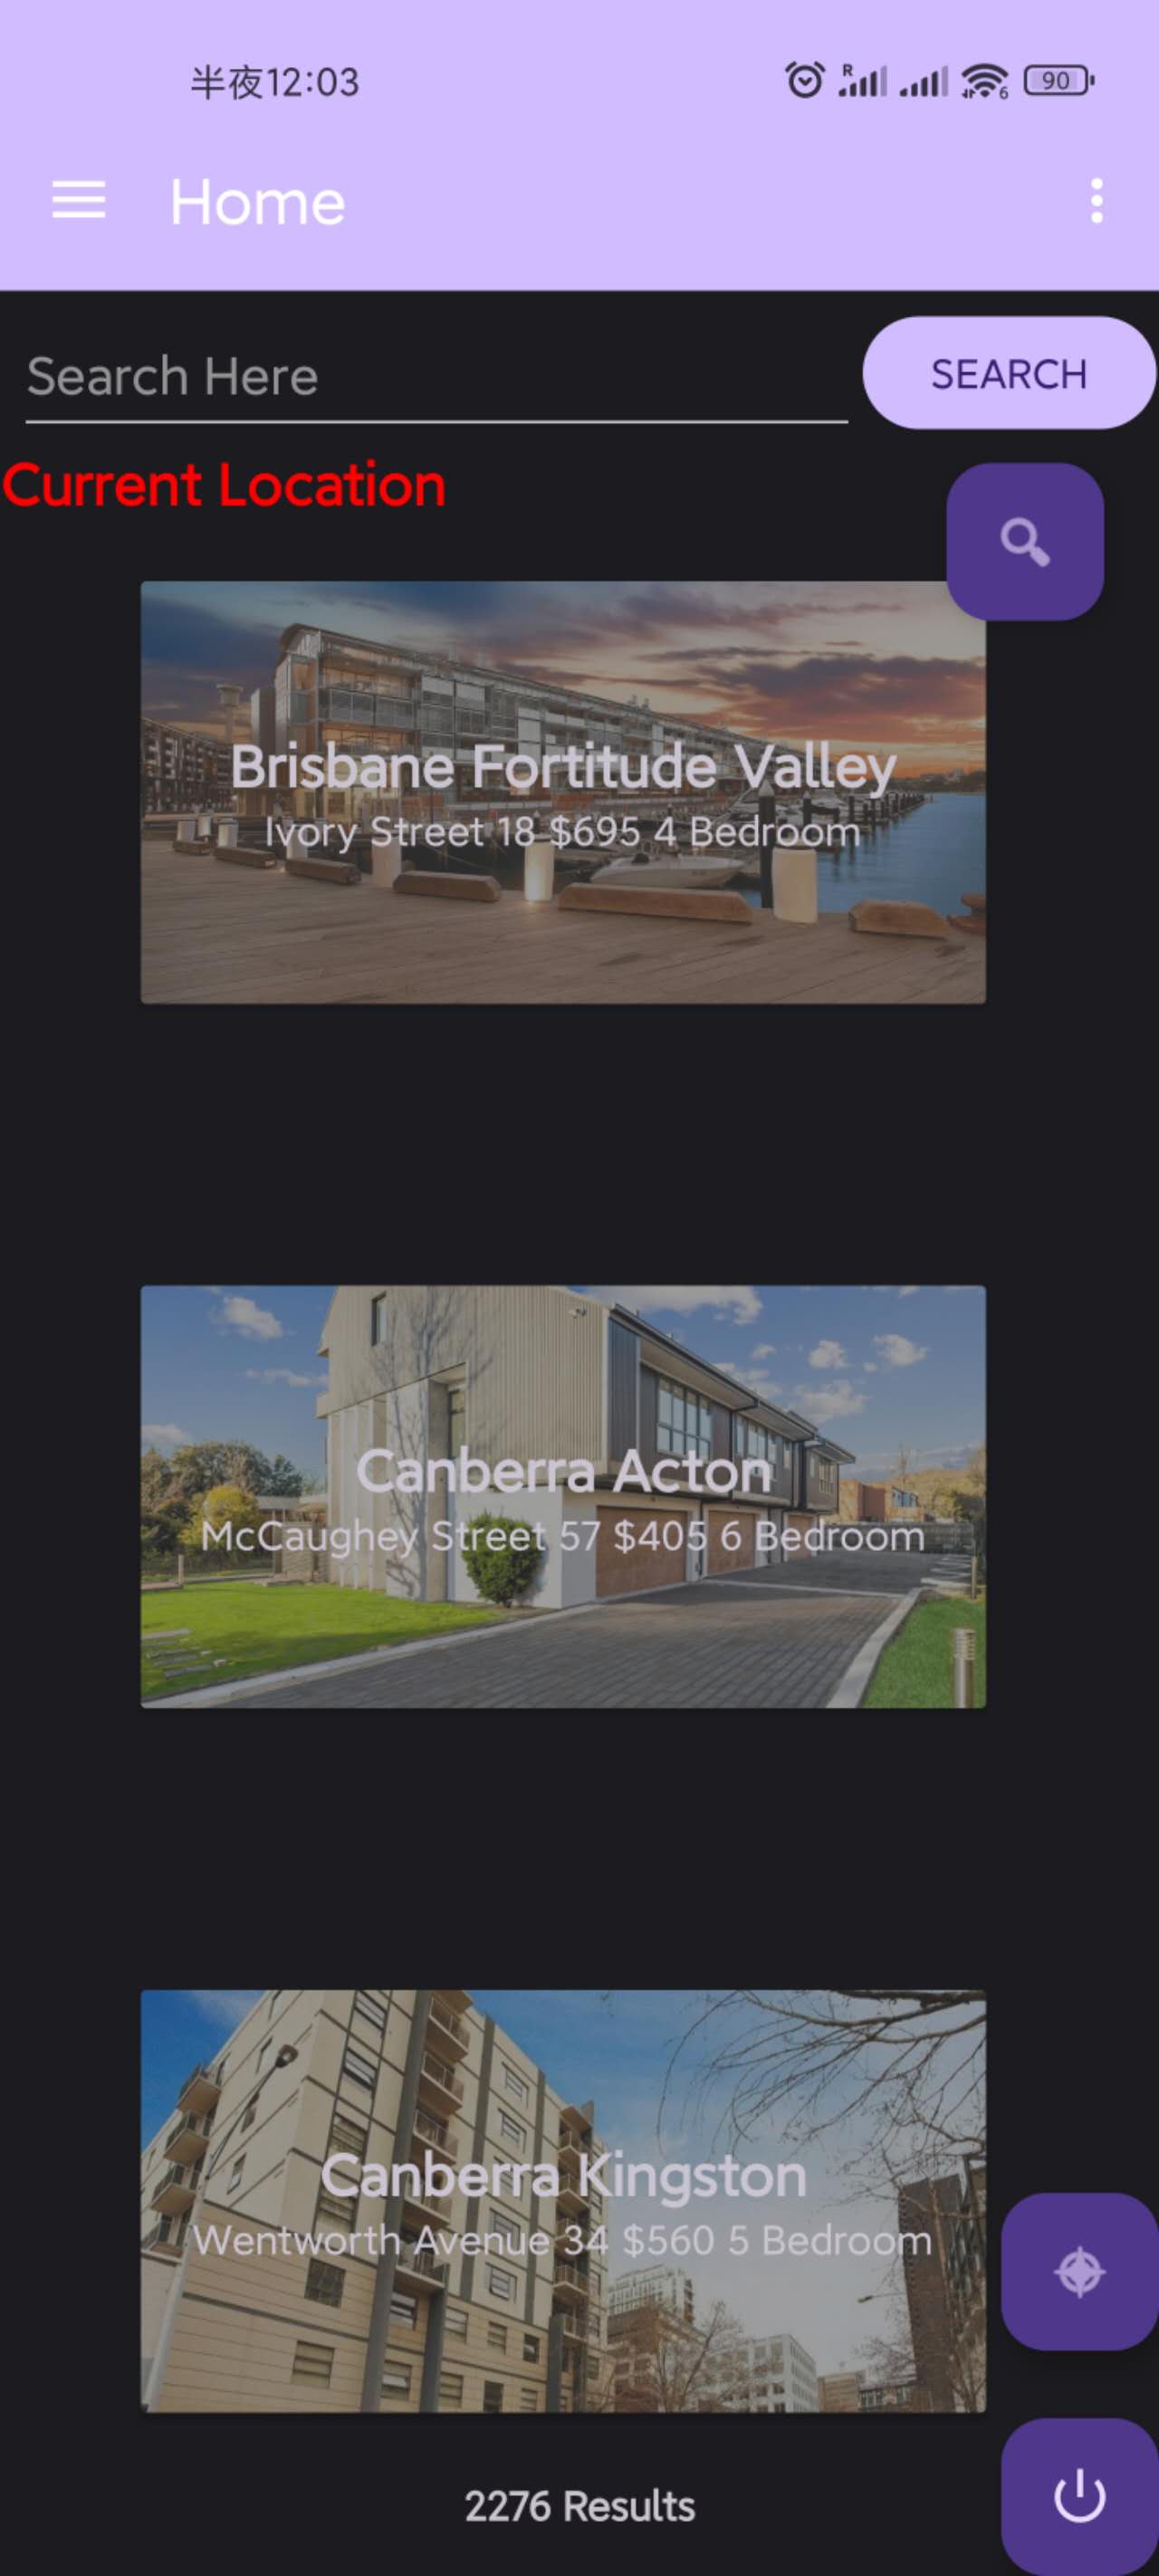 半夜12:03
R
6
90
Home
Search Here
SEARCH
Current Location
Brisbane Fortitude Valley
Ivory Street 18 $695 4 Bedroom
Canberra Acton
McCaughey Street 57 $405 6 Bedroom
Canberra Kingston
Wentworth Avenue 34 $560 5 Bedroom
2276 Results